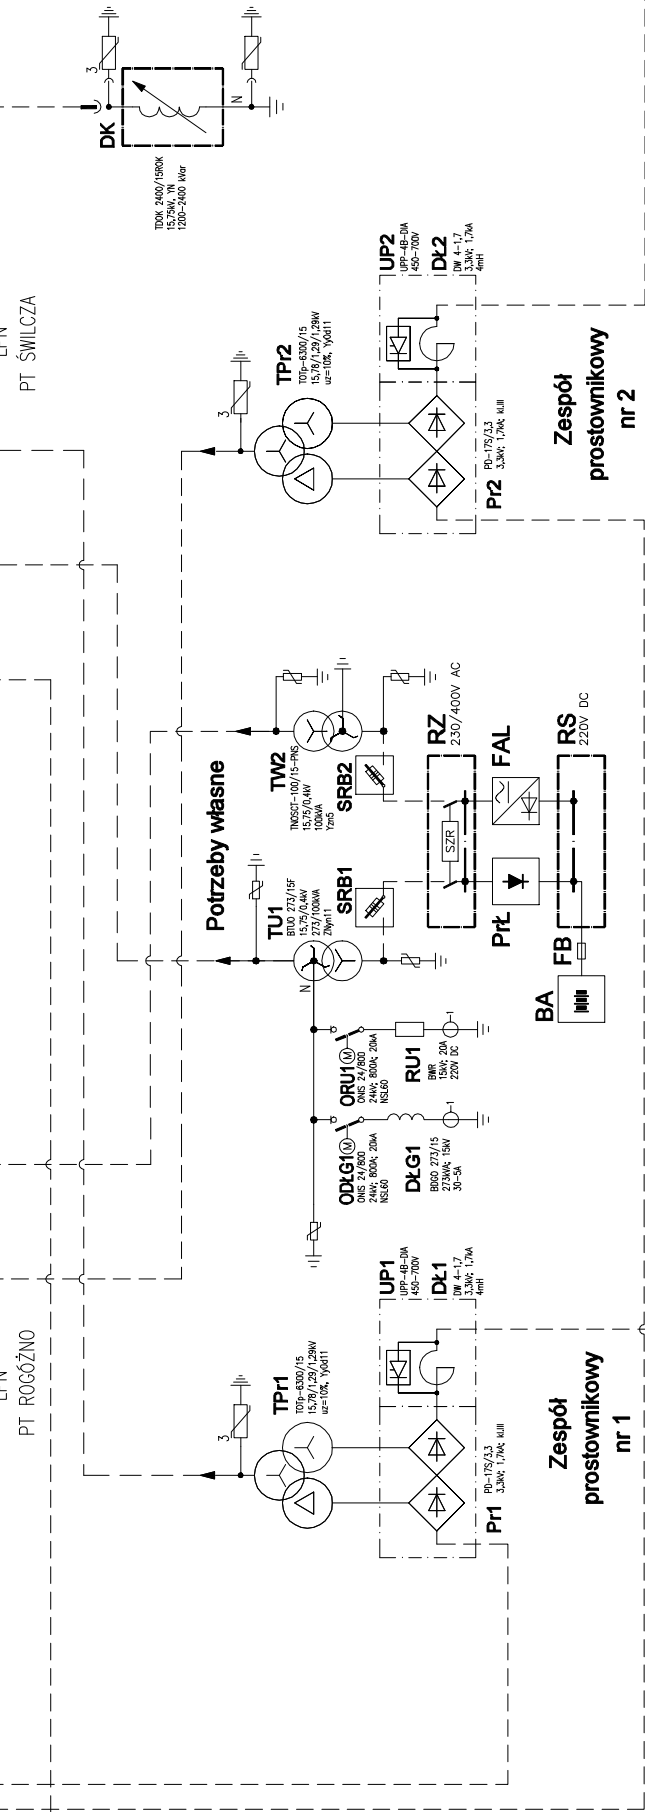 3
N
DK
TDOK 2400/15ROK
15,75kV, YN
1200-2400 kVar
LPN
PT ŚWILCZA
3
TPr2
TOTp-6300/15
15,78/1,29/1,29kV
uz=10%, Yy0d11
UP2
UPP-4B-DIA
450-700V
DŁ2
DW 4-1,7
3,3kV; 1,7kA
4mH
Pr2
PD-17S/3,3
3,3kV; 1,7kA; kl.III
Zespół
prostownikowy
nr 2
Potrzeby własne
TW2
TNOSCT-100/15-PNS
15,75/0,4kV
100kVA
Yzn5
SRB2
RZ
230/400V AC
SZR
FAL
RS
220V DC
TU1
BTUO 273/15F
15,75/0,4kV
273/100kVA
ZNyn11
SRB1
PrŁ
FB
BA
N
M
ORU1
ONIS 24/800
24kV; 800A; 20kA
NSL60
RU1
BWR
15kV; 20A
220V DC
1
M
ODŁG1
ONIS 24/800
24kV; 800A; 20kA
NSL60
DŁG1
BDGO 273/15
273kVA; 15kV
30-5A
1
LPN
PT ROGÓŻNO
3
TPr1
TOTp-6300/15
15,78/1,29/1,29kV
uz=10%, Yy0d11
UP1
UPP-4B-DIA
450-700V
DŁ1
DW 4-1,7
3,3kV; 1,7kA
4mH
Pr1
PD-17S/3,3
3,3kV; 1,7kA; kl.III
Zespół
prostownikowy
nr 1